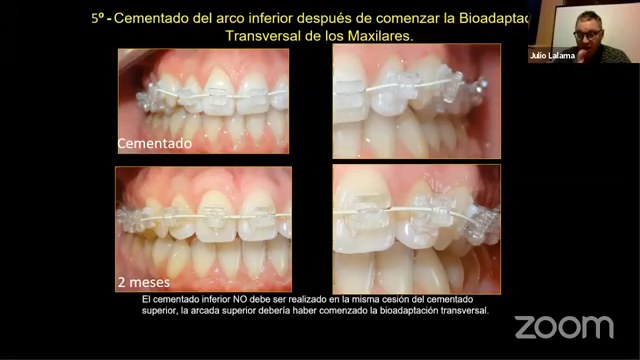 5º - Cementado del arco inferior después de comenzar la Bioadaptac
Transversal de los Maxilares.
Julio Lalama
Cementado
2 meses
El cementado inferior NO debe ser realizado en la misma cesión del cementado
superior, la arcada superior debería haber comenzado la bioadaptación transversal.
zoom